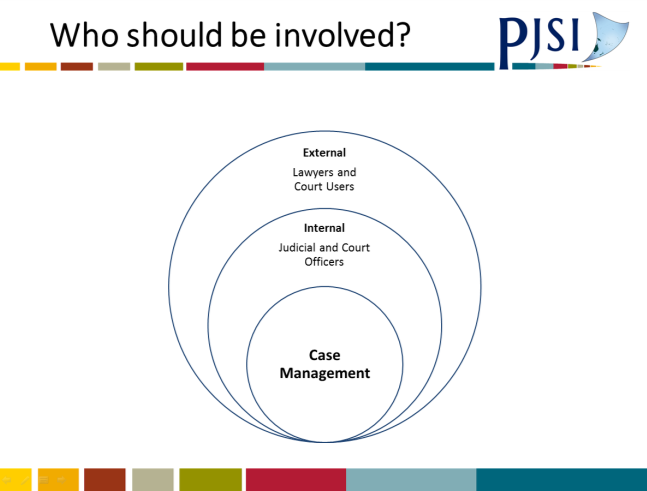 Who should be involved?
PJSI
External
Lawyers and
Court Users
Internal
Judicial and Court
Officers
Case
Management